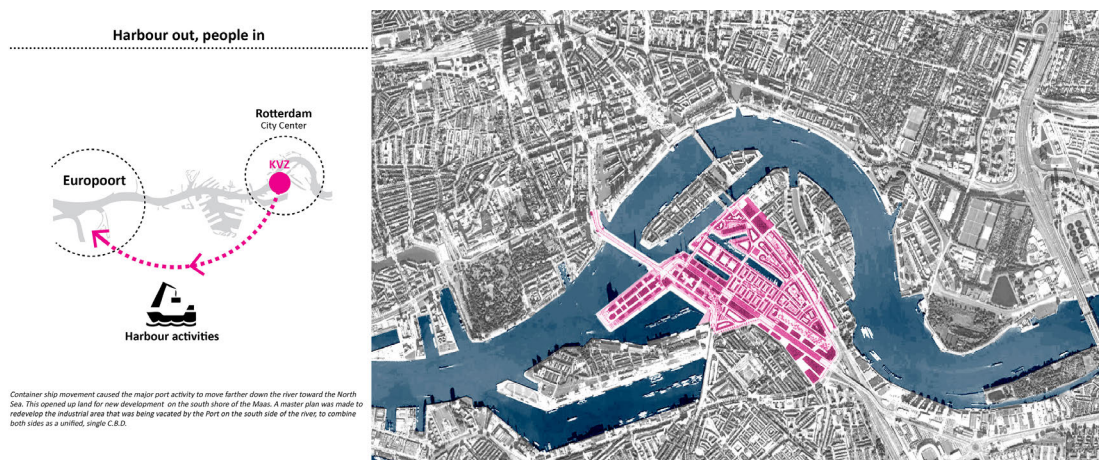 Harbour out, people in
Rotterdam
City Center
KVZ
Europoort
Harbour activities
Container ship movement caused the major port activity to move farther down the river toward the North
Sea. This opened up land for new development on the south shore of the Maas. A master plan was made to
redevelop the industrial area that was being vacated by the Port on the south side of the river, to combine
both sides as a unified, single C.B.D.